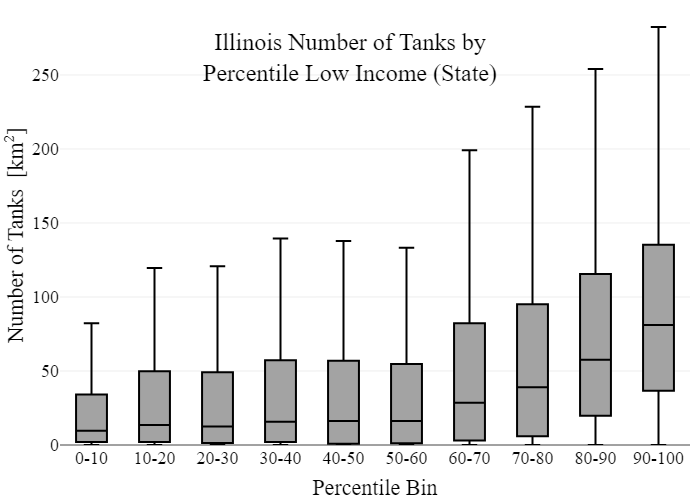 Illinois Number of Tanks by
Percentile Low Income (State)
Number of Tanks [km²]
250
200
150
100
50
0
0-10 10-20 20-30 30-40 40-50 50-60 60-70 70-80 80-90 90-100
Percentile Bin